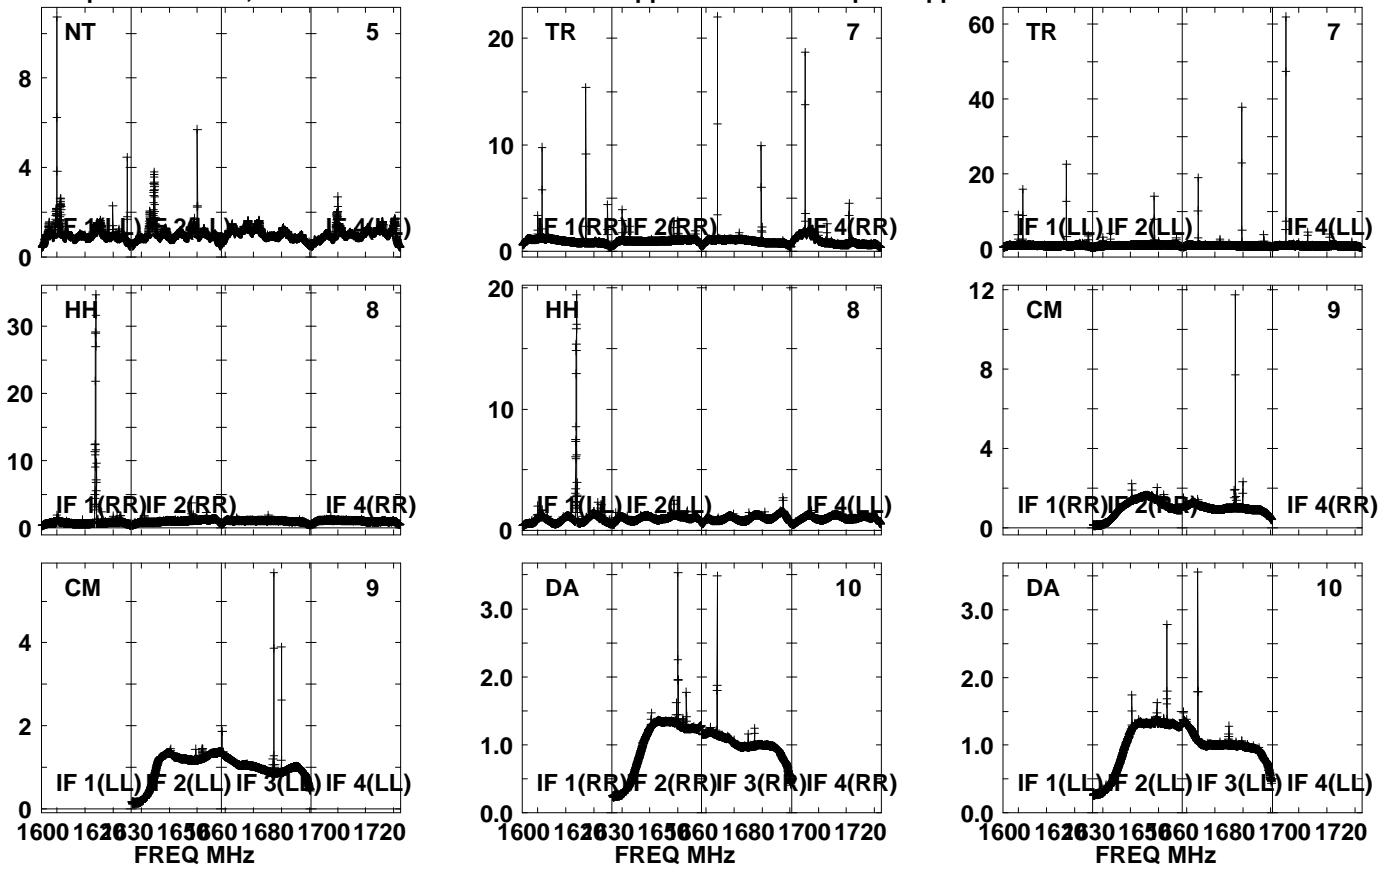 NT 5
8
4
0
IF 1(LL) IF 2(LL) IF 4(LL)
TR 7
20
10
0
IF 1(RR) IF 2(RR) IF 4(RR)
TR 7
60
40
20
0
IF 1(LL) IF 2(LL) IF 4(LL)
HH 8
30
20
10
0
IF 1(RR) IF 2(RR) IF 4(RR)
HH 8
20
10
0
IF 1(LL) IF 2(LL) IF 4(LL)
CM 9
12
8
4
0
IF 1(RR) IF 2(RR) IF 4(RR)
CM 9
4
2
0
IF 1(LL) IF 2(LL) IF 3(LL) IF 4(LL)
1600 1620 1630 1650 1660 1680 1700 1720
FREQ MHz
DA 10
3.0
2.0
1.0
0.0
IF 1(RR) IF 2(RR) IF 3(RR) IF 4(RR)
1600 1620 1630 1650 1660 1680 1700 1720
FREQ MHz
DA 10
3.0
2.0
1.0
0.0
IF 1(LL) IF 2(LL) IF 3(LL) IF 4(LL)
1600 1620 1630 1650 1660 1680 1700 1720
FREQ MHz